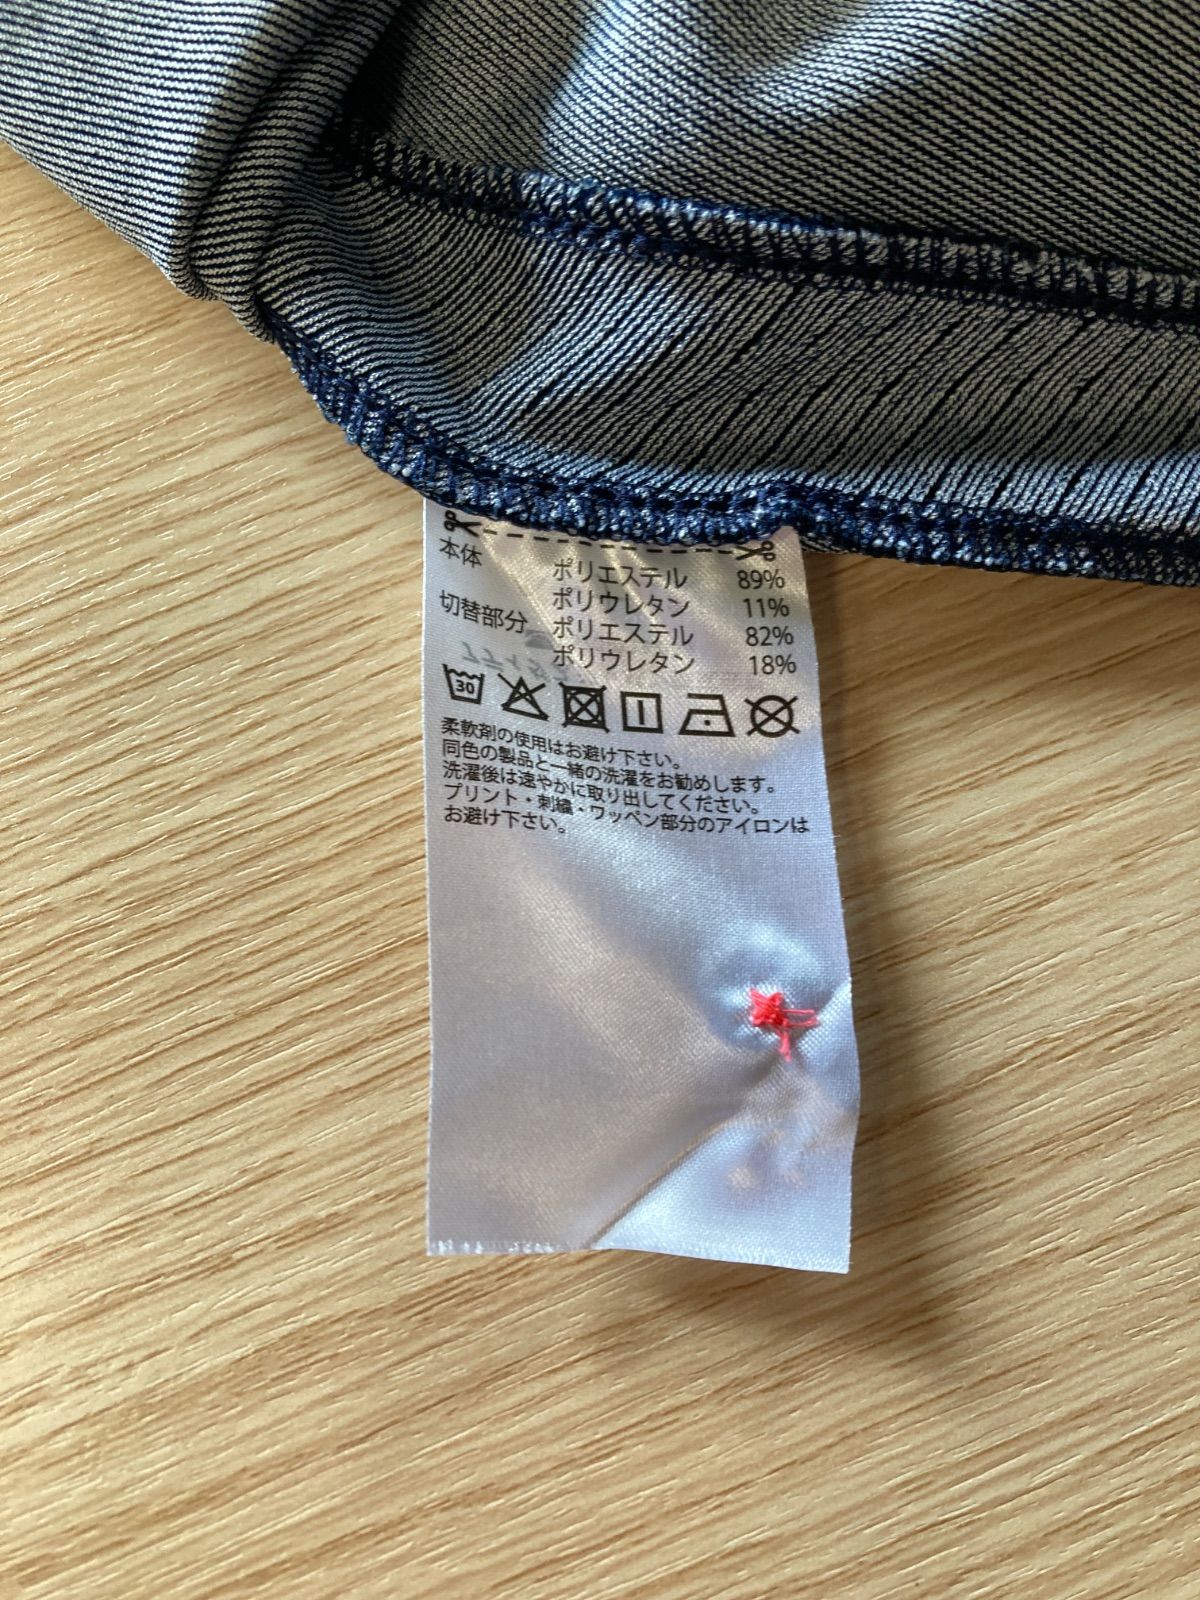 本体 ポリエステル 89%
ポリウレタン 11%
切替部分 ポリエステル 82%
ポリウレタン 18%
30
柔軟剤の使用はお避け下さい。
同色の製品と一緒の洗濯をお勧めします。
洗濯後は速やかに取り出してください。
プリント・刺繍・ワッペン部分のアイロンは
お避け下さい。